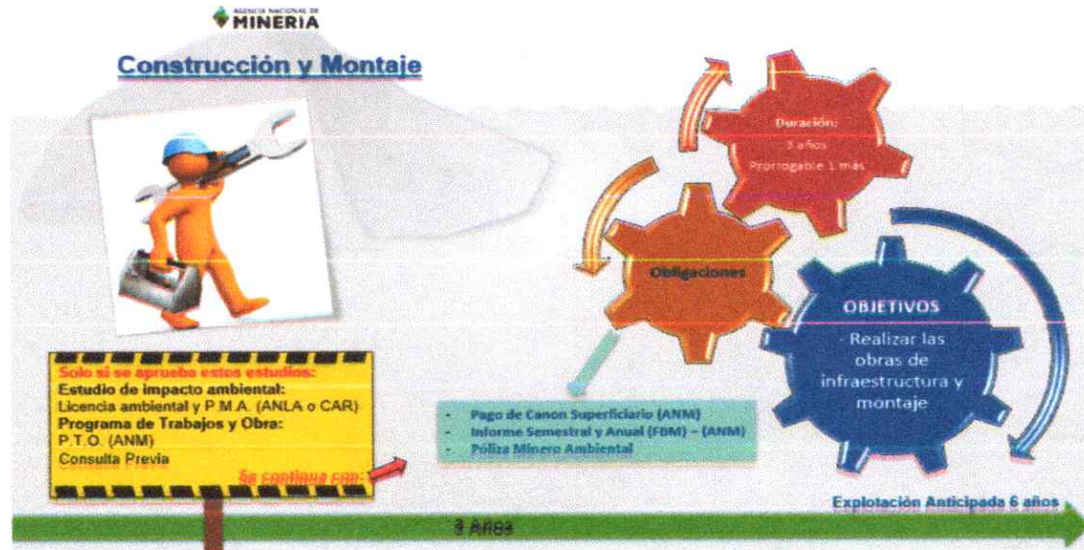 AGENCIA NACIONAL DE
MINERÍA
Construcción y Montaje
Duración:
3 años
Prorrogable 1 más
Obligaciones
OBJETIVOS
- Realizar las
obras de
infraestructura y
montaje
Solo si se aprueba estos estudios:
Estudio de impacto ambiental:
Licencia ambiental y P.M.A. (ANLA o CAR)
Programa de Trabajos y Obra:
P.T.O. (ANM)
Consulta Previa
Se continua con:
- Pago de Canon Superficiario (ANM)
- Informe Semestral y Anual (FBM) – (ANM)
- Póliza Minero Ambiental
Explotación Anticipada 6 años
3 Años